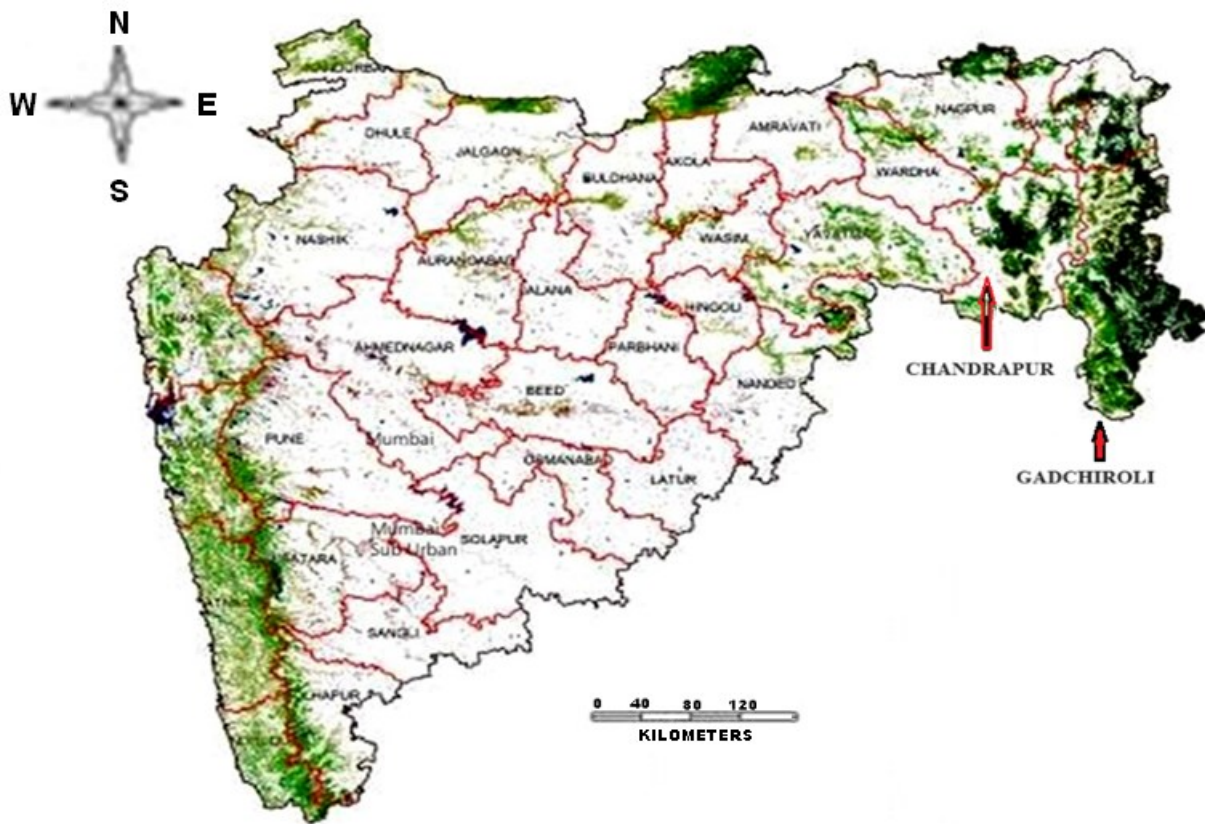 N
W
E
S
DHULE
JALGAON
BULDHANA
AKOLA
AMRAVATI
NAGPUR
WARDHA
NASHIK
AURANGABAD
JALANA
WASIM
HINGOLI
AHMEDNAGAR
PARBHANI
BEED
NANDED
CHANDRAPUR
GADCHIROLI
PUNE
Mumbai
OSMANABAD
LATUR
Mumbai
Sub Urban
SOLAPUR
SATARA
SANGLI
0 40 80 120
KILOMETERS